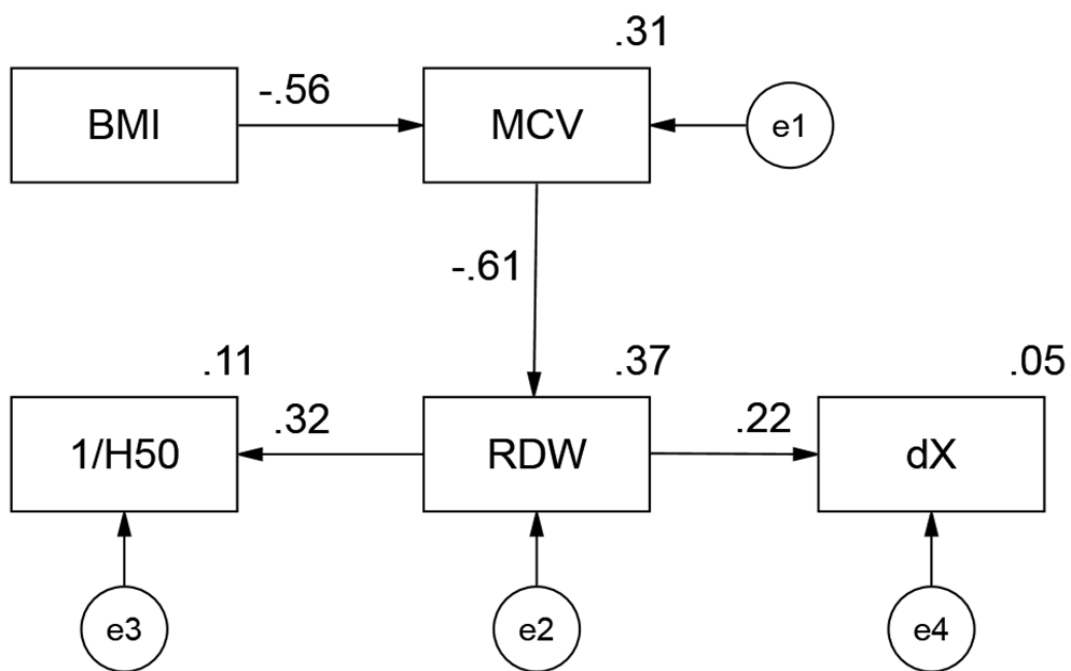 .31
-.56
BMI
MCV
e1
-.61
.11
.37
.05
.32
.22
1/H50
RDW
dX
e3
e2
e4